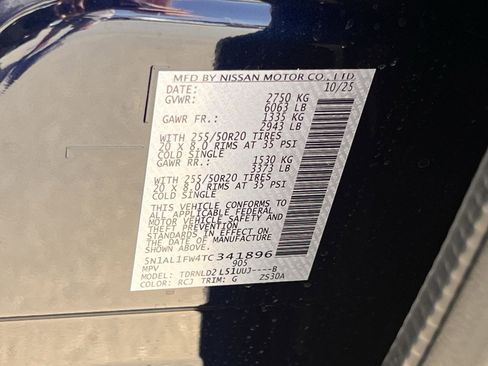 MFD BY NISSAN MOTOR CO., LTD.
DATE: 10/25
GVWR: 2750 KG
6063 LB
GAWR FR.: 1335 KG
2943 LB
WITH 255/50R20 TIRES
20 X 8.0 RIMS AT 35 PSI
COLD SINGLE
GAWR RR.: 1530 KG
3373 LB
WITH 255/50R20 TIRES
20 X 8.0 RIMS AT 35 PSI
COLD SINGLE
THIS VEHICLE CONFORMS TO
ALL APPLICABLE FEDERAL
MOTOR VEHICLE SAFETY AND
THEFT PREVENTION
STANDARDS IN EFFECT ON
THE DATE OF MANUFACTURE
SHOWN ABOVE.
5N1AL1FW4TC341896
MPV 905
MODEL: TDRNLD2L51UUJ----B
COLOR: RCJ TRIM: G ZS3DA